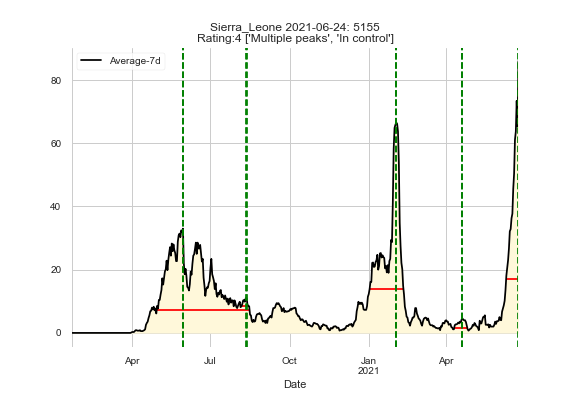 Sierra_Leone 2021-06-24: 5155
Rating:4 ['Multiple peaks', 'In control']
Average-7d
80
60
40
20
0
Apr Jul Oct Jan Apr
2021
Date